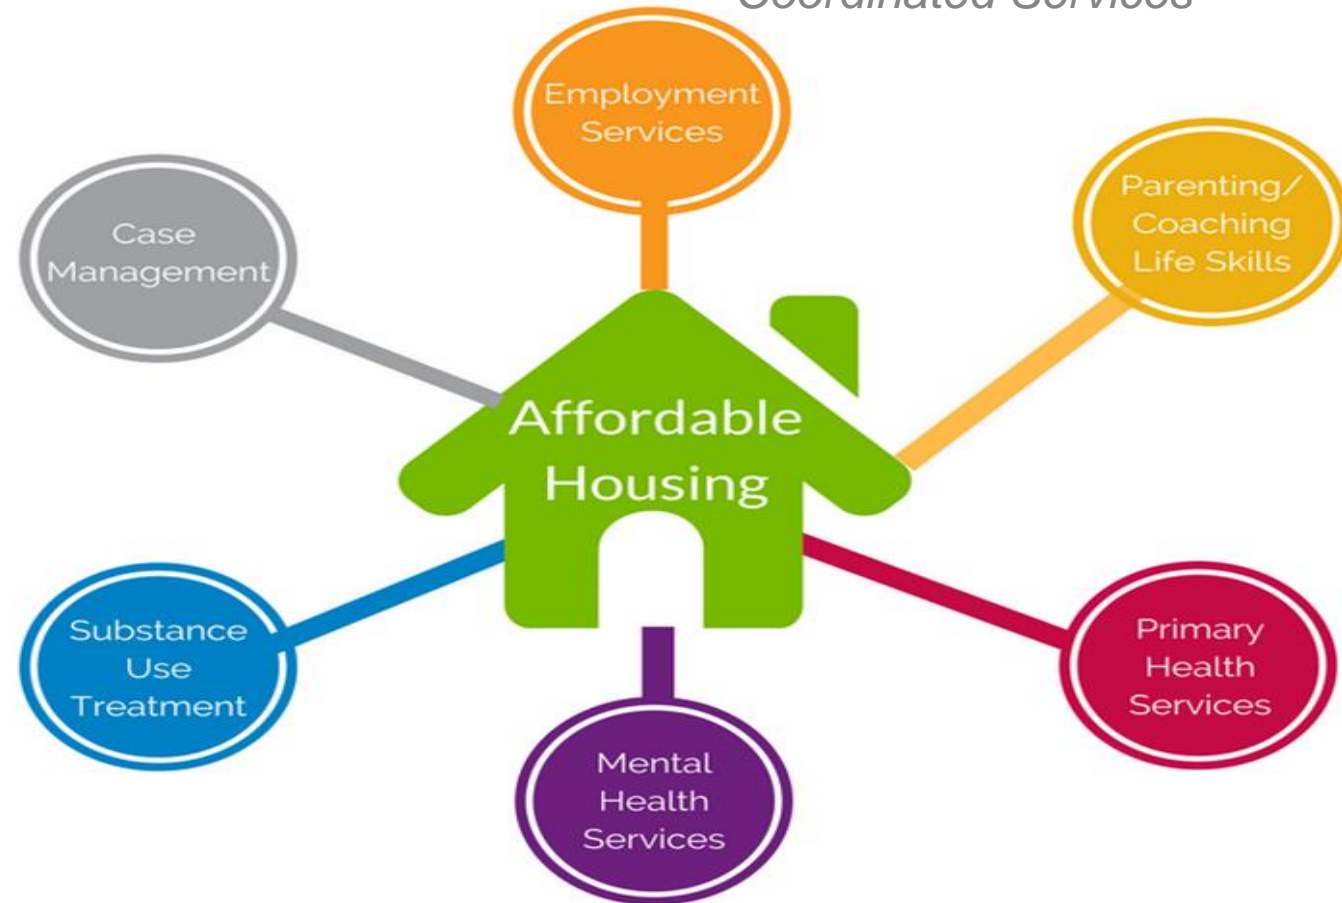 Coordinated Services
Employment
Services
Parenting/
Coaching
Life Skills
Case
Management
Affordable
Housing
Substance
Use
Treatment
Primary
Health
Services
Mental
Health
Services